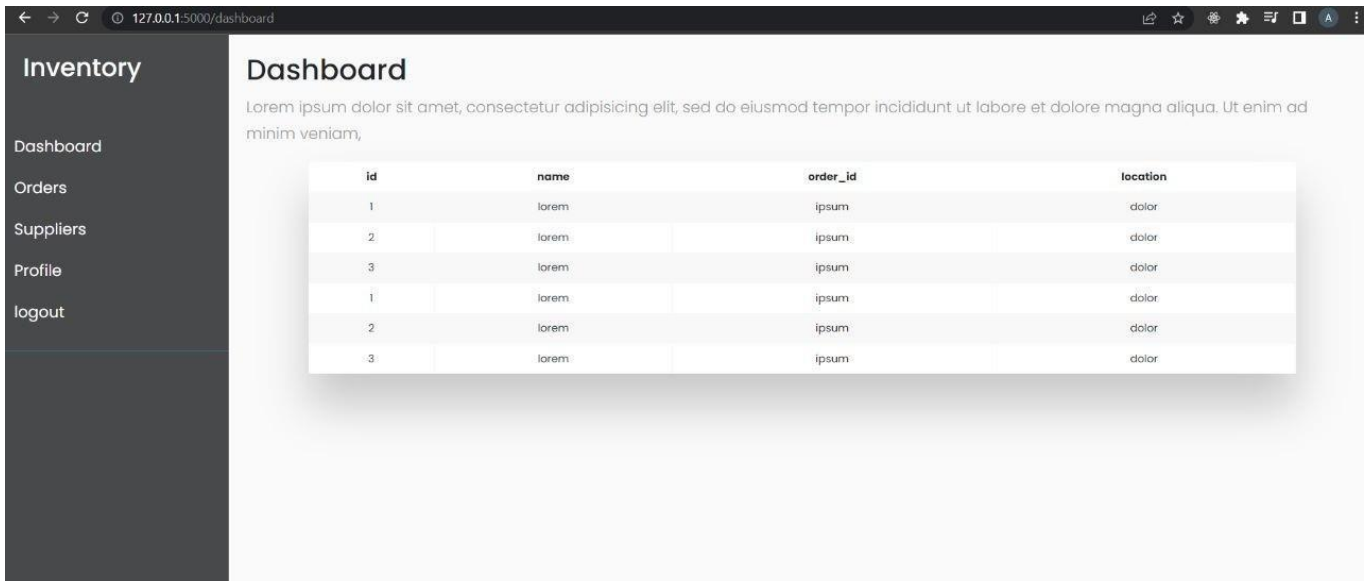 127.0.0.1:5000/dashboard
A
Inventory
Dashboard
Orders
Suppliers
Profile
logout
Dashboard
Lorem ipsum dolor sit amet, consectetur adipisicing elit, sed do eiusmod tempor incididunt ut labore et dolore magna aliqua. Ut enim ad
minim veniam,
id name order_id location
1 lorem ipsum dolor
2 lorem ipsum dolor
3 lorem ipsum dolor
1 lorem ipsum dolor
2 lorem ipsum dolor
3 lorem ipsum dolor